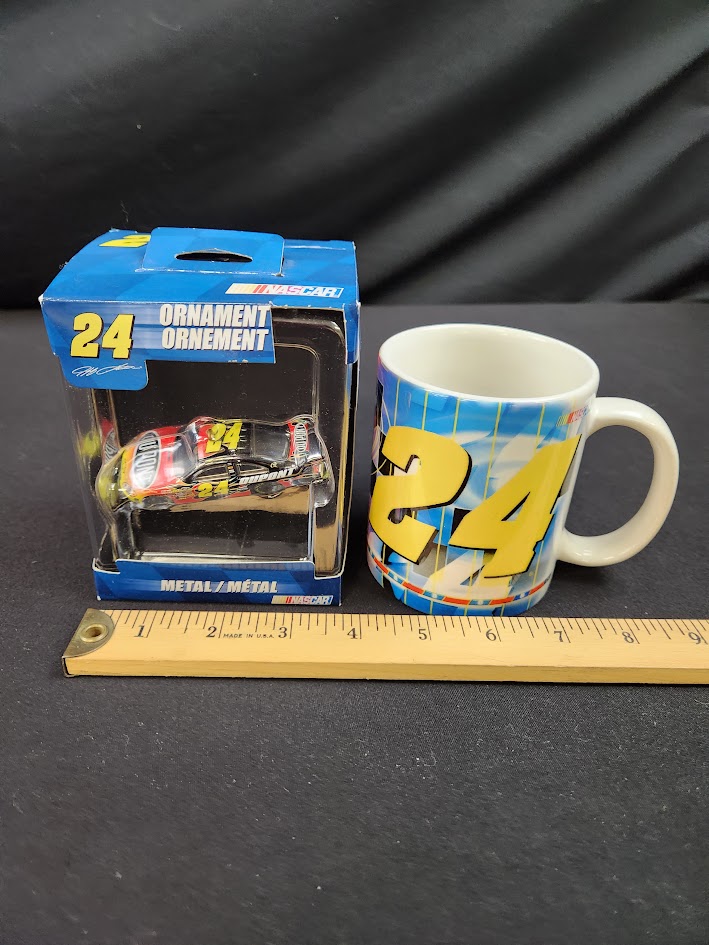 NASCAR
24
ORNAMENT
ORNEMENT
24
DUPONT
24
METAL / MÉTAL
NASCAR
24
1 2 MADE IN U.S.A. 3 4 5 6 7 8 9